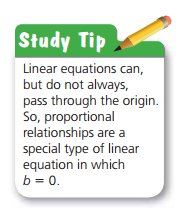 Study Tip
Linear equations can,
but do not always,
pass through the origin.
So, proportional
relationships are a
special type of linear
equation in which
b = 0.